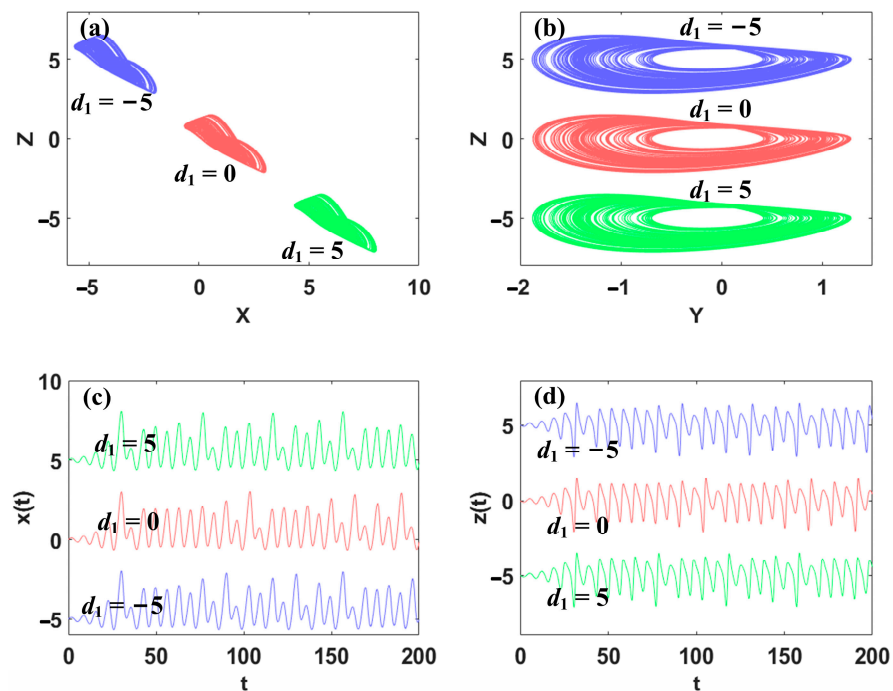 (a)
5
0
−5
Z
d1 = −5
d1 = 0
d1 = 5
−5 0 5 10
X
(b)
5
0
−5
Z
d1 = −5
d1 = 0
d1 = 5
−2 −1 0 1
Y
(c)
10
5
0
−5
x(t)
d1 = 5
d1 = 0
d1 = −5
0 50 100 150 200
t
(d)
5
0
−5
z(t)
d1 = −5
d1 = 0
d1 = 5
0 50 100 150 200
t